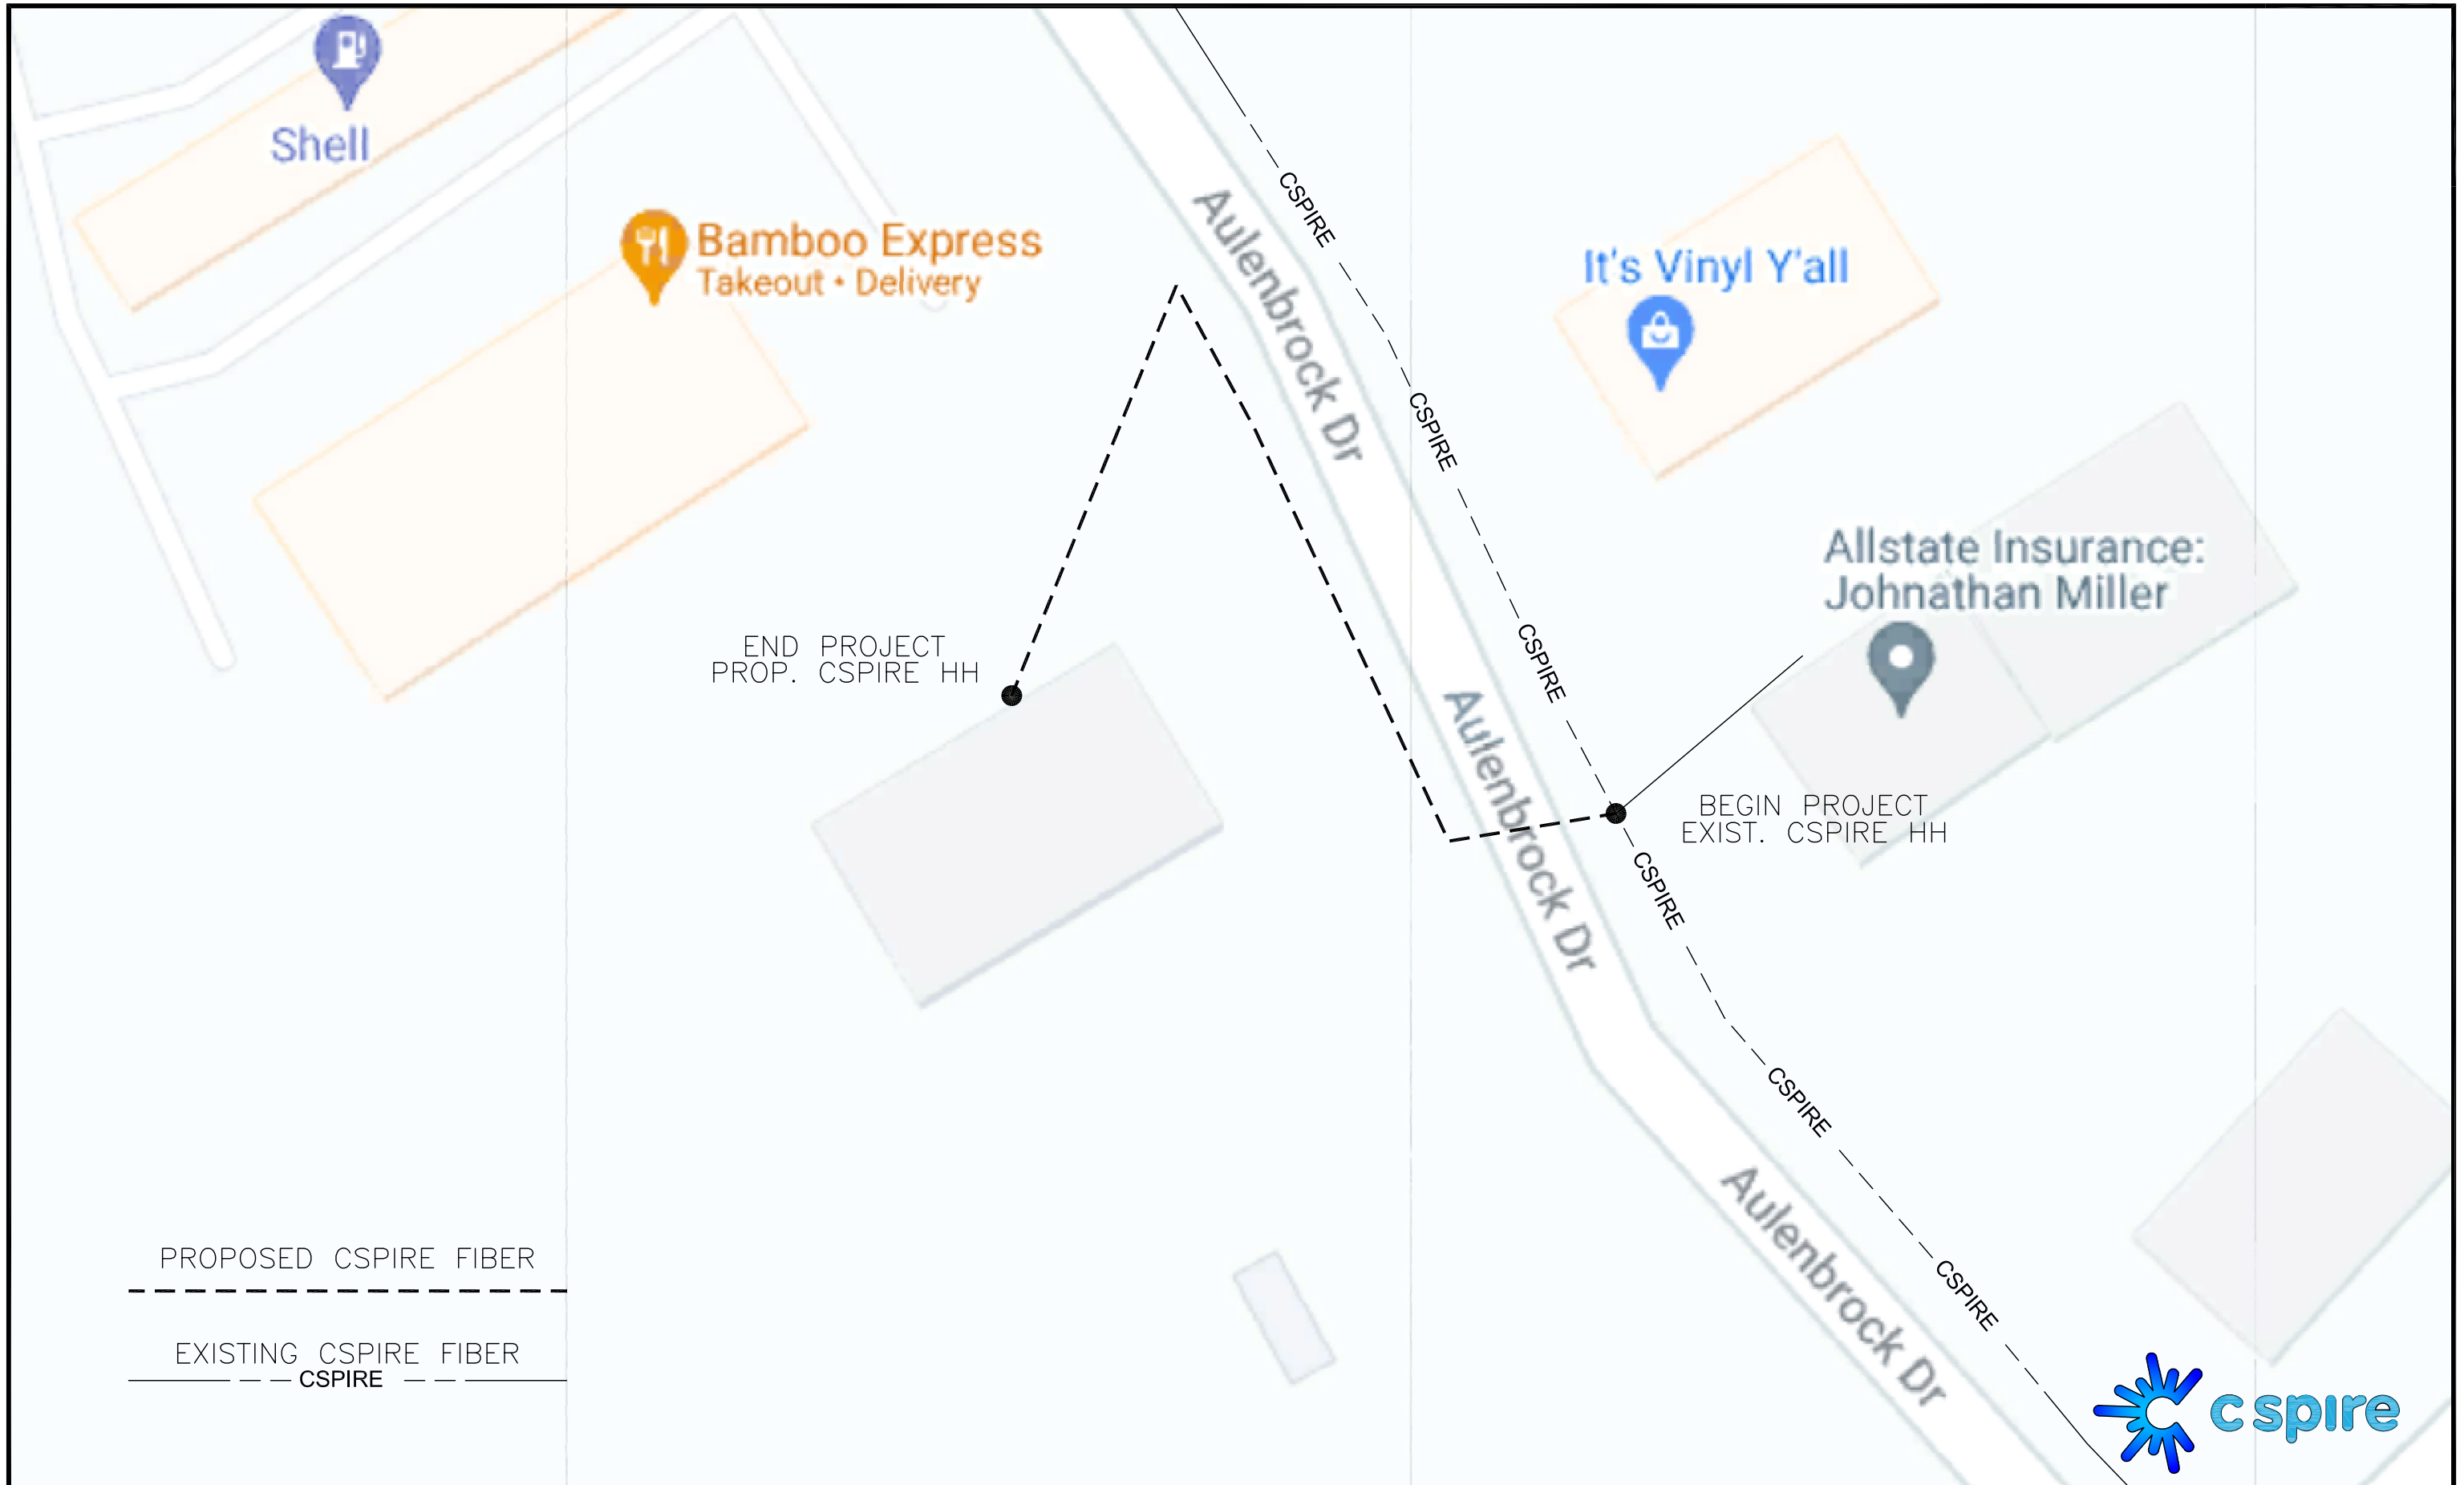 Shell
Bamboo Express
Takeout • Delivery
Aulenbrock Dr
CSPIRE
It's Vinyl Y'all
CSPIRE
Allstate Insurance:
Johnathan Miller
CSPIRE
END PROJECT
PROP. CSPIRE HH
Aulenbrock Dr
BEGIN PROJECT
EXIST. CSPIRE HH
CSPIRE
CSPIRE
Aulenbrock Dr
CSPIRE
PROPOSED CSPIRE FIBER
EXISTING CSPIRE FIBER
CSPIRE
cspire